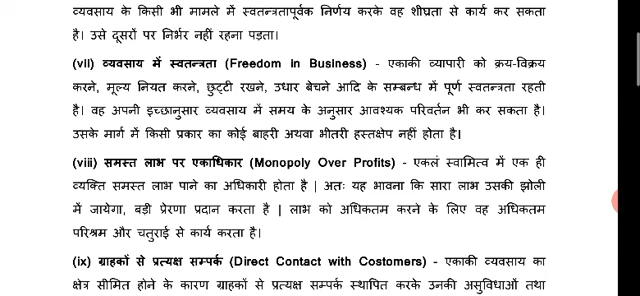 व्यवसाय के किसी भी मामले में स्वतन्त्रतापूर्वक निर्णय करके वह शीघ्रता से कार्य कर सकता
है। उसे दूसरों पर निर्भर नहीं रहना पड़ता।
(vii) व्यवसाय में स्वतन्त्रता (Freedom in Business) - एकाकी व्यापारी को क्रय-विक्रय
करने, मूल्य नियत करने, छुट्टी रखने, उधार बेचने आदि के सम्बन्ध में पूर्ण स्वतन्त्रता रहती
है। वह अपनी इच्छानुसार व्यवसाय में समय के अनुसार आवश्यक परिवर्तन भी कर सकता है।
उसके मार्ग में किसी प्रकार का कोई बाहरी अथवा भीतरी हस्तक्षेप नहीं होता है।
(viii) समस्त लाभ पर एकाधिकार (Monopoly Over Profits) - एकल स्वामित्व में एक ही
व्यक्ति समस्त लाभ पाने का अधिकारी होता है | अतः यह भावना कि सारा लाभ उसकी झोली
में जायेगा, बड़ी प्रेरणा प्रदान करता है | लाभ को अधिकतम करने के लिए वह अधिकतम
परिश्रम और चतुराई से कार्य करता है।
(ix) ग्राहकों से प्रत्यक्ष सम्पर्क (Direct Contact with Costomers) - एकाकी व्यवसाय का
क्षेत्र सीमित होने के कारण ग्राहकों से प्रत्यक्ष सम्पर्क स्थापित करके उनकी असुविधाओं तथा